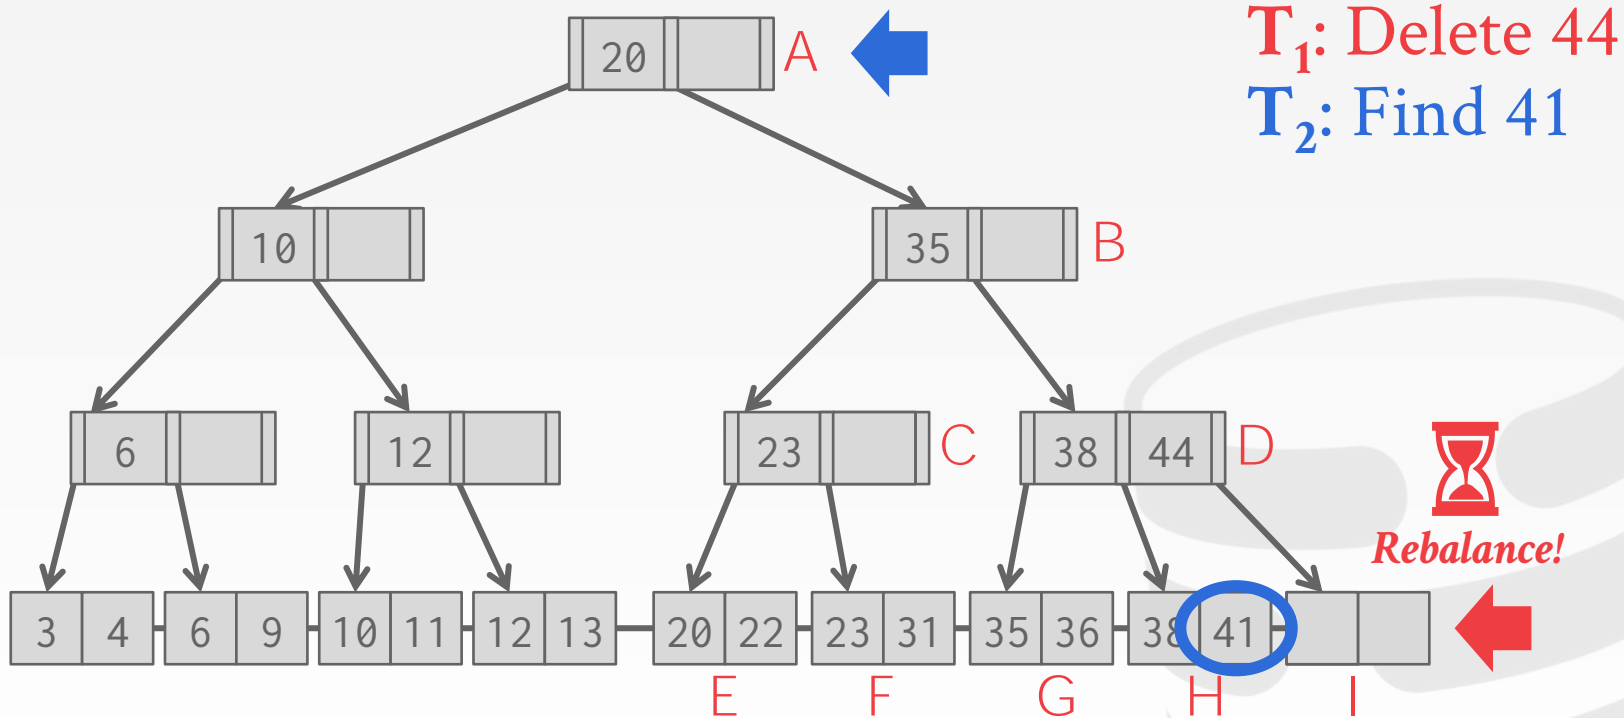 T1: Delete 44
T2: Find 41
20 A
10
35 B
6
12
23 C
38 44 D
Rebalance!
3 4 6 9 10 11 12 13 20 22 23 31 35 36 38 41
E F G H I